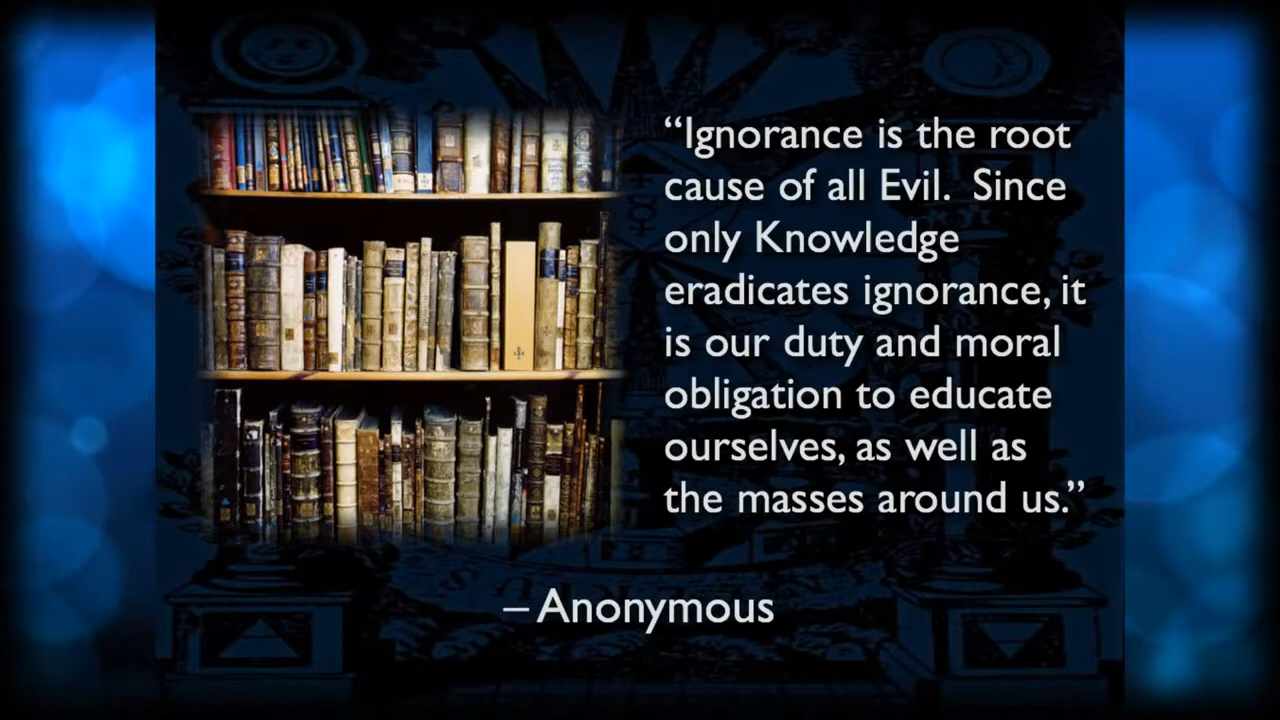 “Ignorance is the root
cause of all Evil.  Since
only Knowledge
eradicates ignorance, it
is our duty and moral
obligation to educate
ourselves, as well as
the masses around us.”
– Anonymous